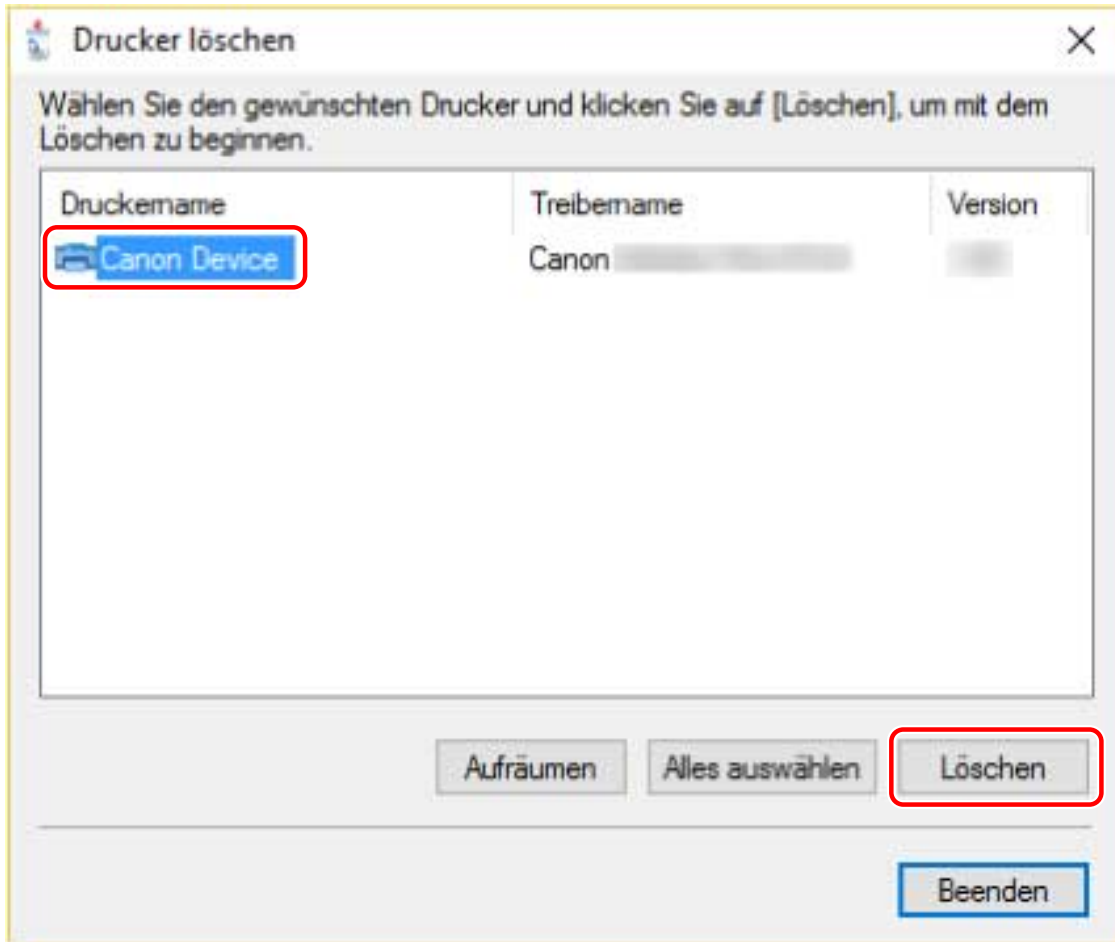 Drucker löschen
Wählen Sie den gewünschten Drucker und klicken Sie auf [Löschen], um mit dem
Löschen zu beginnen.
Druckername Treibername Version
Canon Device Canon
Aufräumen Alles auswählen Löschen
Beenden